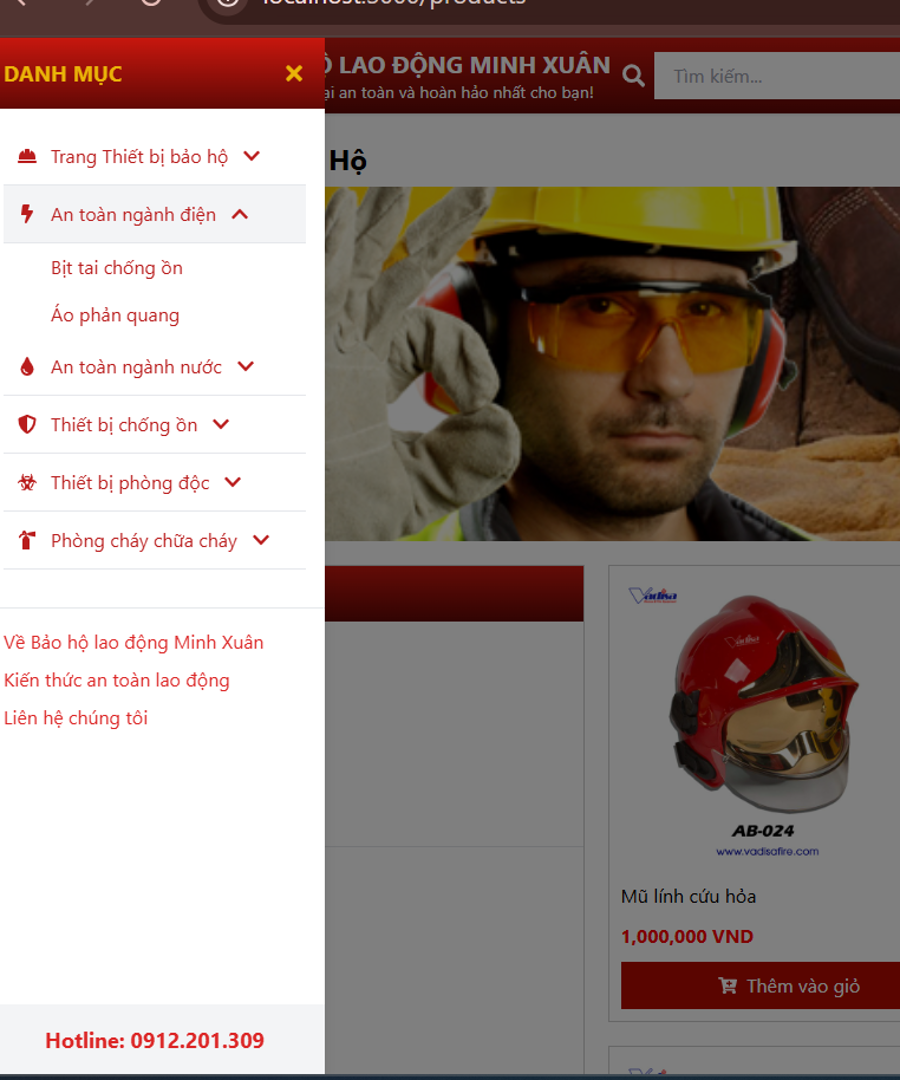 localhost:3000/products
DANH MỤC
LAO ĐỘNG MINH XUÂN
an toàn và hoàn hảo nhất cho bạn!
Tìm kiếm...
Hộ
Trang Thiết bị bảo hộ
An toàn ngành điện
Bịt tai chống ồn
Áo phản quang
An toàn ngành nước
Thiết bị chống ồn
Thiết bị phòng độc
Phòng cháy chữa cháy
Về Bảo hộ lao động Minh Xuân
Kiến thức an toàn lao động
Liên hệ chúng tôi
Hotline: 0912.201.309
Vadisa
AB-024
www.vadisafire.com
Mũ lính cứu hỏa
1,000,000 VND
Thêm vào giỏ